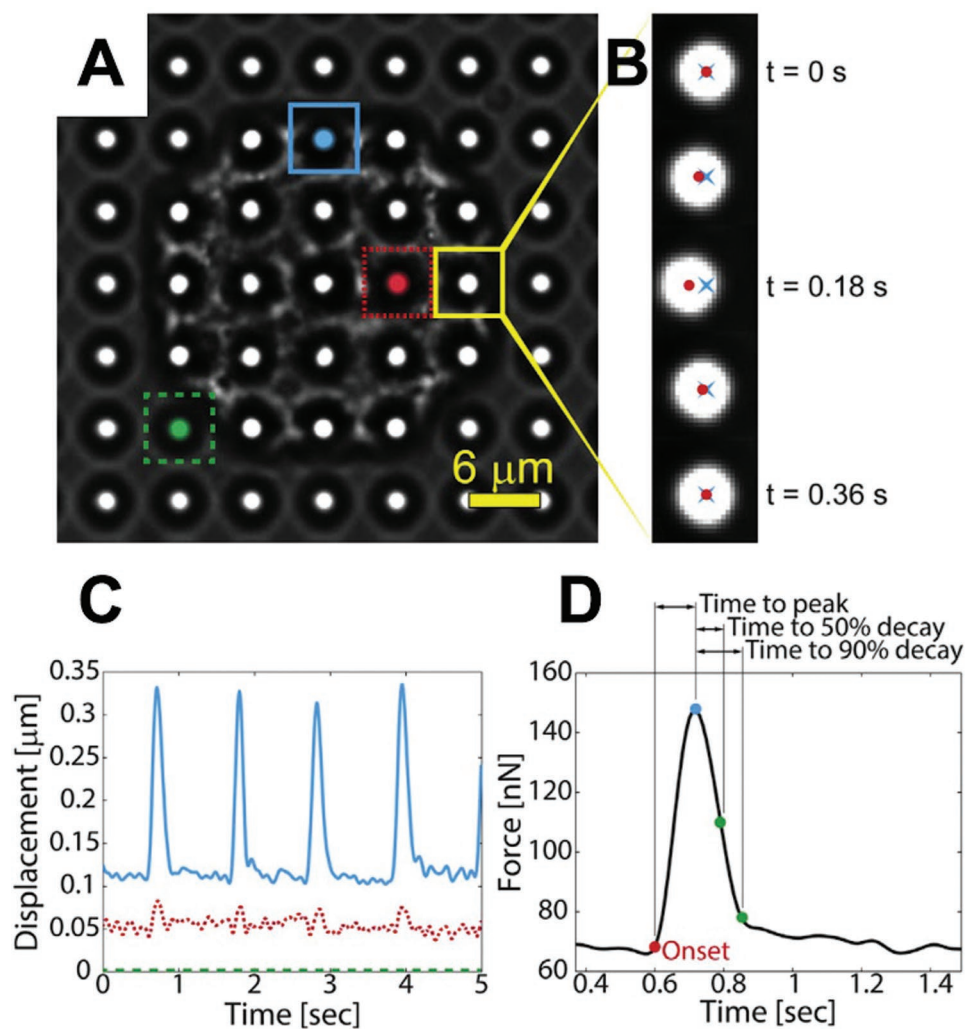 A
B
t = 0 s
t = 0.18 s
t = 0.36 s
6 μm
C
D
Time to peak
Time to 50% decay
Time to 90% decay
0.35
0.3
0.25
0.2
0.15
0.1
0.05
0
Displacement [μm]
0 1 2 3 4 5
Time [sec]
160
140
120
100
80
60
Force [nN]
Onset
0.4 0.6 0.8 1 1.2 1.4
Time [sec]